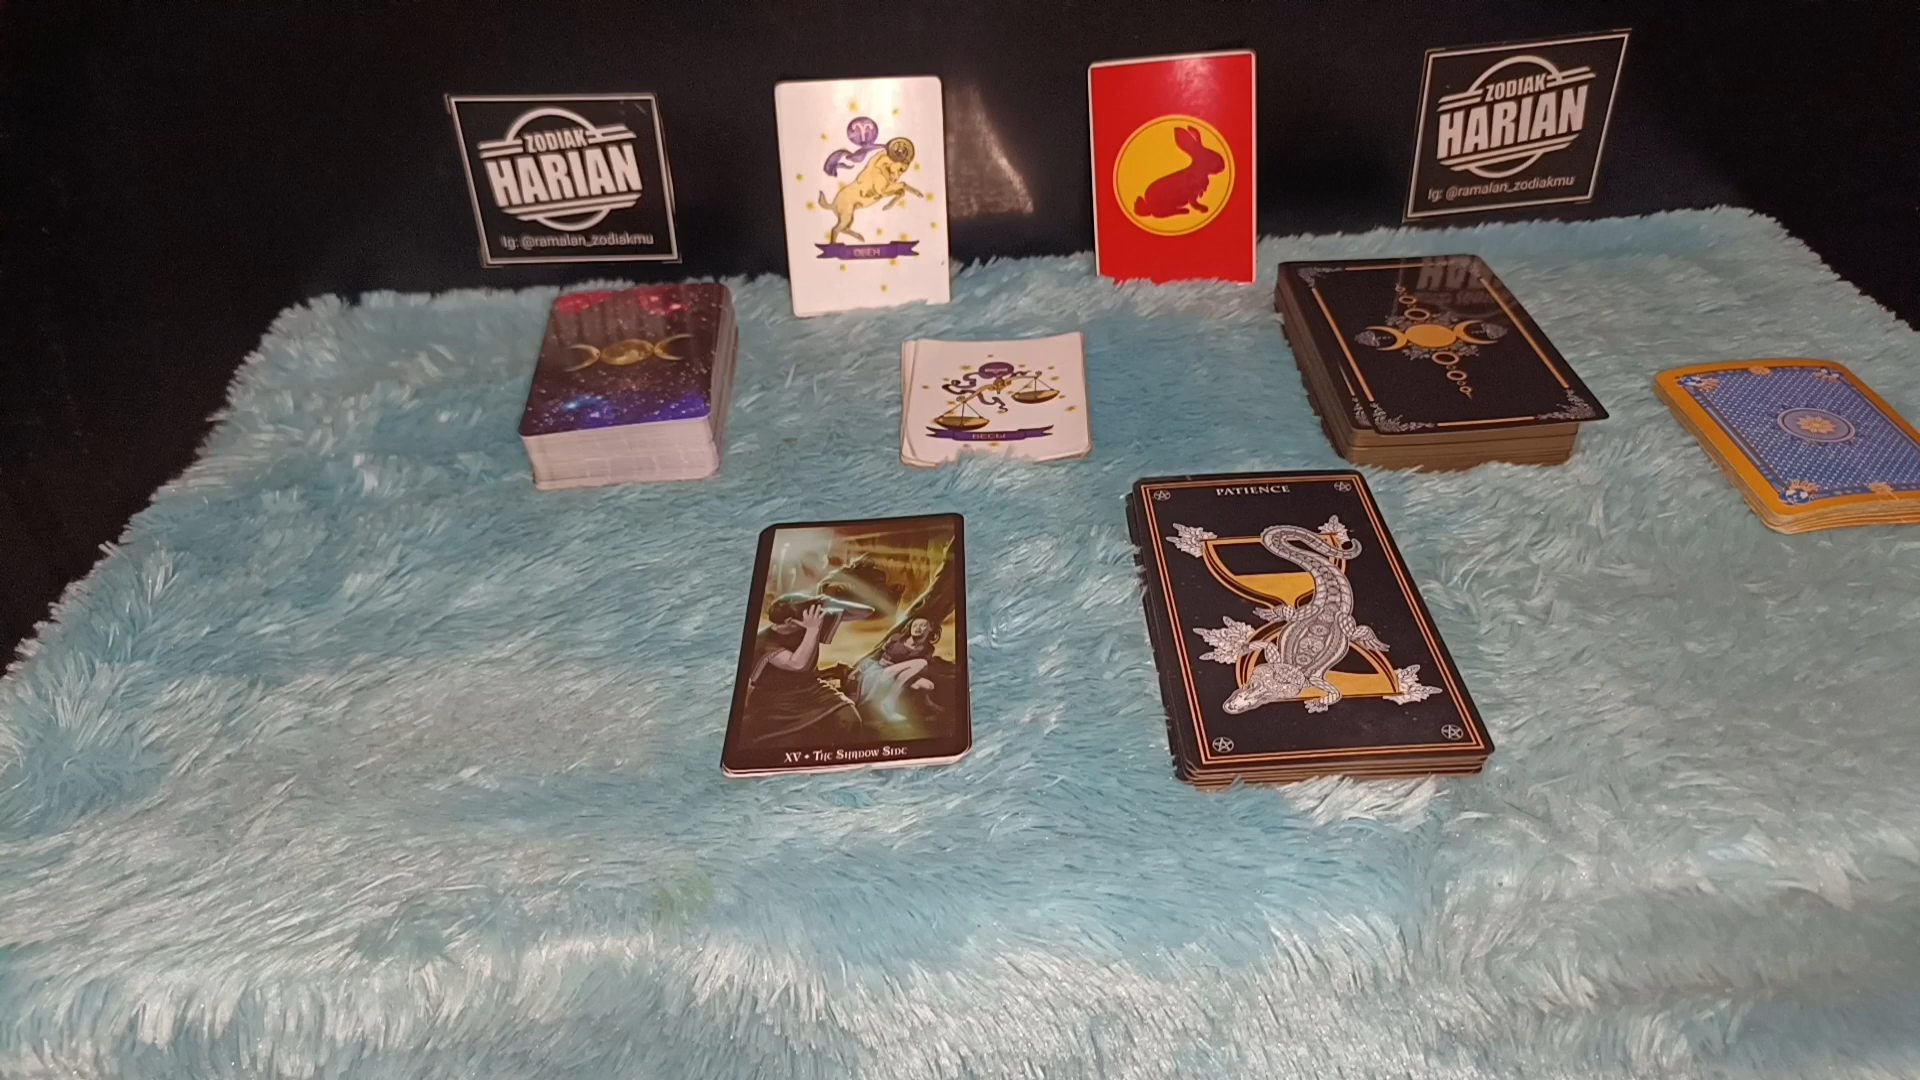 ZODIAK
HARIAN
Ig: @ramalan_zodiakmu
ОВЕН
ZODIAK
HARIAN
Ig: @ramalan_zodiakmu
ВЕСЫ
PATIENCE
XV • The Shadow Side